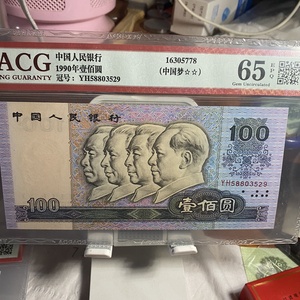 ACG
NG GUARANTY
中国人民银行
1990年壹佰圆
冠号: YH58803529
16305778
(中国梦☆☆)
65 EPQ
Gem Uncirculated
中国人民银行
100
YH58803529
100
壹佰圆